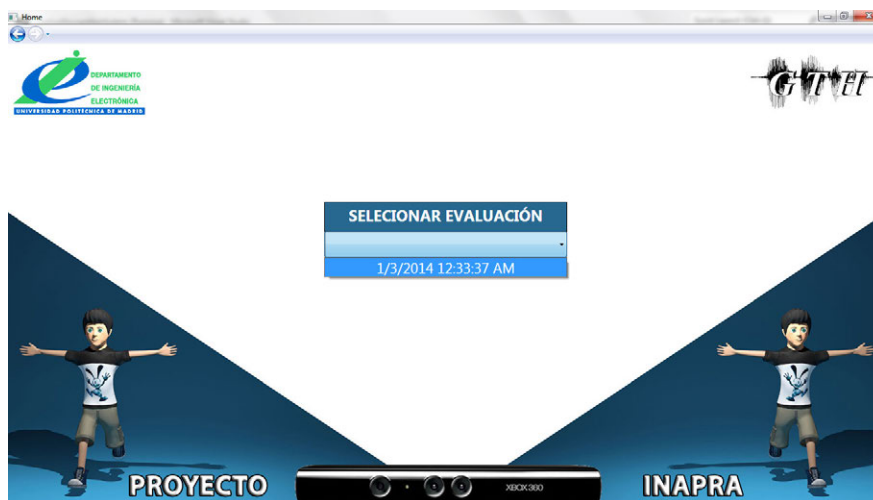 Home
DEPARTAMENTO
DE INGENIERÍA
ELECTRÓNICA
UNIVERSIDAD POLITÉCNICA DE MADRID
GTH
SELECIONAR EVALUACIÓN
1/3/2014 12:33:37 AM
PROYECTO
XBOX 360
INAPRA